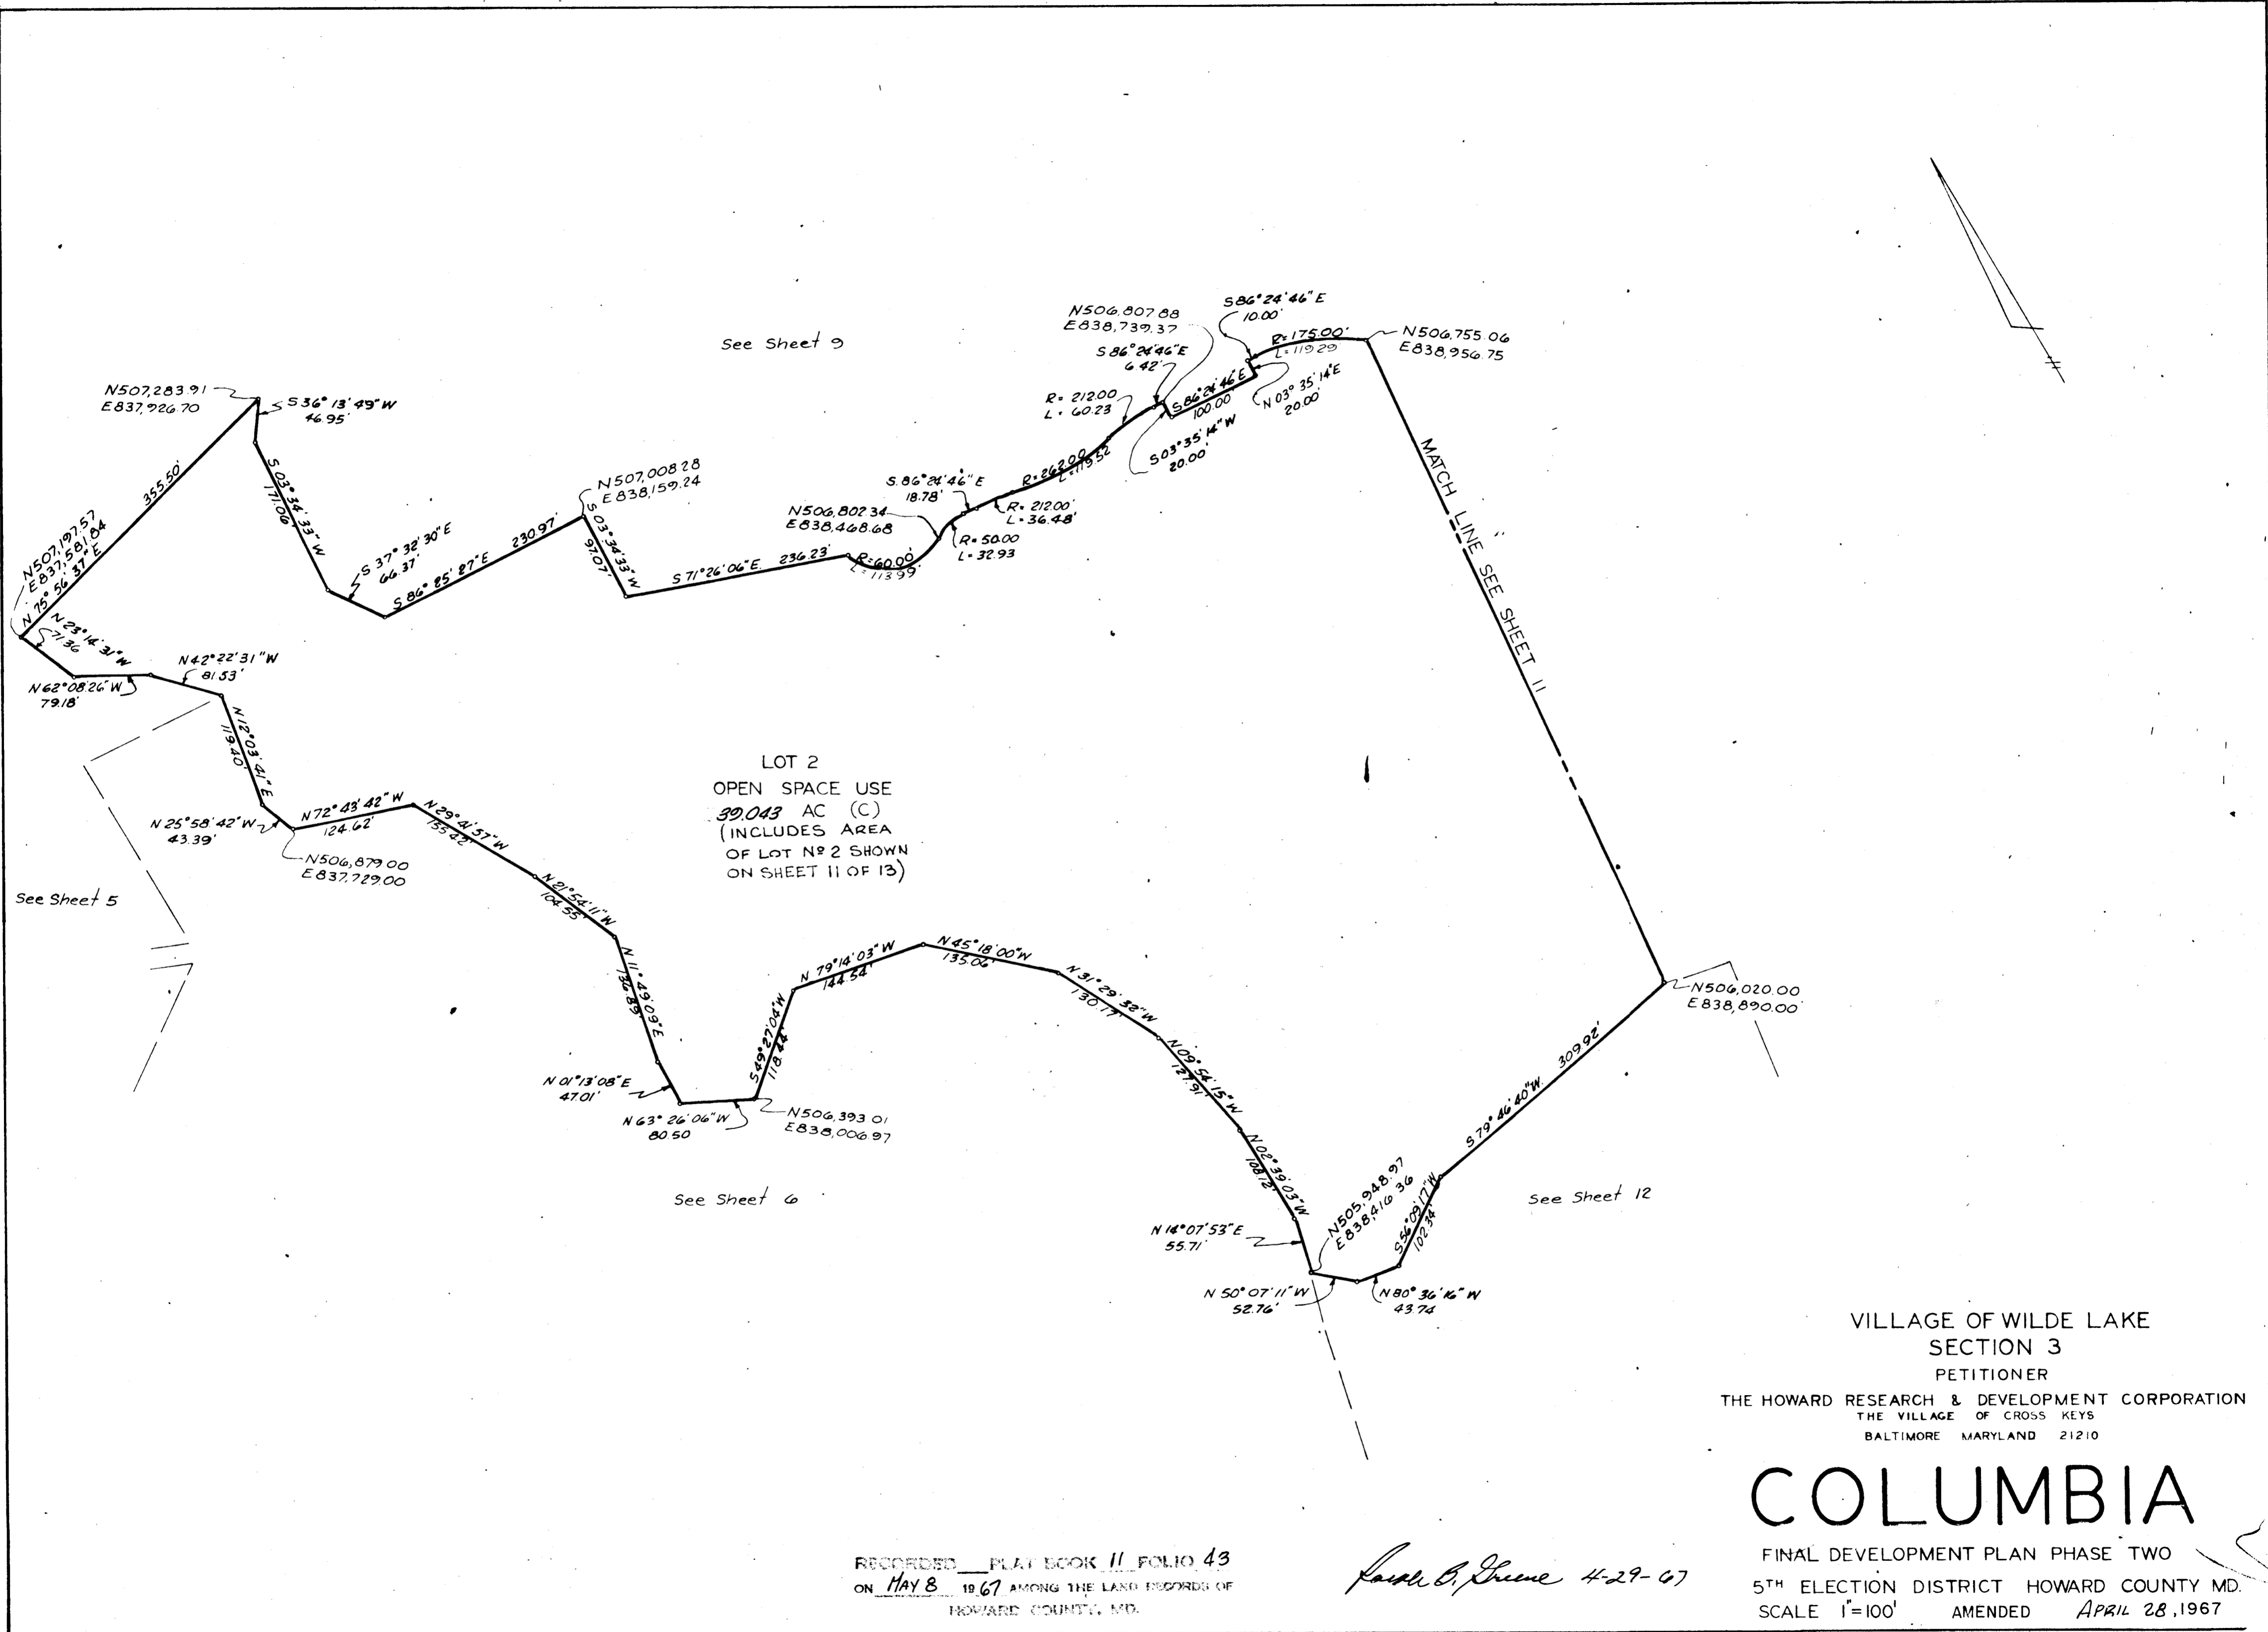 See Sheet 9
N507,283.91
E837,926.70
S 36° 13' 49" W
46.95'
355.50'
N 75° 56' 37" E
N507,197.57
E837,581.84
S 03° 34' 33" W
171.06'
S 37° 32' 30" E
66.37'
S 86° 25' 27" E
230.97'
N507,008.28
E838,159.24
S 03° 34' 33" W
97.07'
S 71° 26' 06" E
236.23'
R=60.00'
L=113.99'
N506,802.34
E838,468.68
R=50.00
L=32.93
S 86° 24' 46" E
18.78'
R=212.00'
L=36.48'
R=262.00
L=119.52
R=212.00
L=60.23
S 86° 24' 46" E
6.42'
N506,807.88
E838,739.37
S 03° 35' 14" W
20.00'
S 86° 24' 46" E
100.00'
N 03° 35' 14" E
20.00'
S 86° 24' 46" E
10.00'
R=175.00'
L=119.29
N506,755.06
E838,956.75
MATCH LINE SEE SHEET 11
N 23° 14' 31" W
71.36
N 62° 08' 26" W
79.18'
N 42° 22' 31" W
81.53'
N 12° 03' 41" E
119.40'
N 25° 58' 42" W
43.39'
N506,879.00
E837,729.00
N 72° 43' 42" W
124.62'
N 29° 41' 57" W
155.42'
N 21° 54' 11" W
104.55'
N 11° 49' 09" E
136.89'
N 01° 13' 08" E
47.01'
N 63° 26' 06" W
80.50
N506,393.01
E838,006.97
S 49° 27' 04" W
118.44'
N 79° 14' 03" W
144.54'
N 45° 18' 00" W
135.06'
N 31° 29' 32" W
130.17'
N 09° 54' 15" W
127.91'
N 02° 39' 03" W
108.12'
N 14° 07' 53" E
55.71'
N505,948.97
E838,416.36
N 50° 07' 11" W
52.76'
N 80° 36' 16" W
43.74
S 56° 09' 17" W
102.34'
S 79° 46' 40" W
309.92'
N506,020.00
E838,890.00
LOT 2
OPEN SPACE USE
39.043 AC (C)
(INCLUDES AREA
OF LOT Nº 2 SHOWN
ON SHEET 11 OF 13)
See Sheet 5
See Sheet 6
See Sheet 12
VILLAGE OF WILDE LAKE
SECTION 3
PETITIONER
THE HOWARD RESEARCH & DEVELOPMENT CORPORATION
THE VILLAGE OF CROSS KEYS
BALTIMORE MARYLAND 21210
COLUMBIA
FINAL DEVELOPMENT PLAN PHASE TWO
5TH ELECTION DISTRICT HOWARD COUNTY MD.
SCALE 1"=100' AMENDED APRIL 28, 1967
RECORDED PLAT BOOK 11 FOLIO 43
ON MAY 8 1967 AMONG THE LAND RECORDS OF
HOWARD COUNTY, MD.
B. Greene 4-29-67